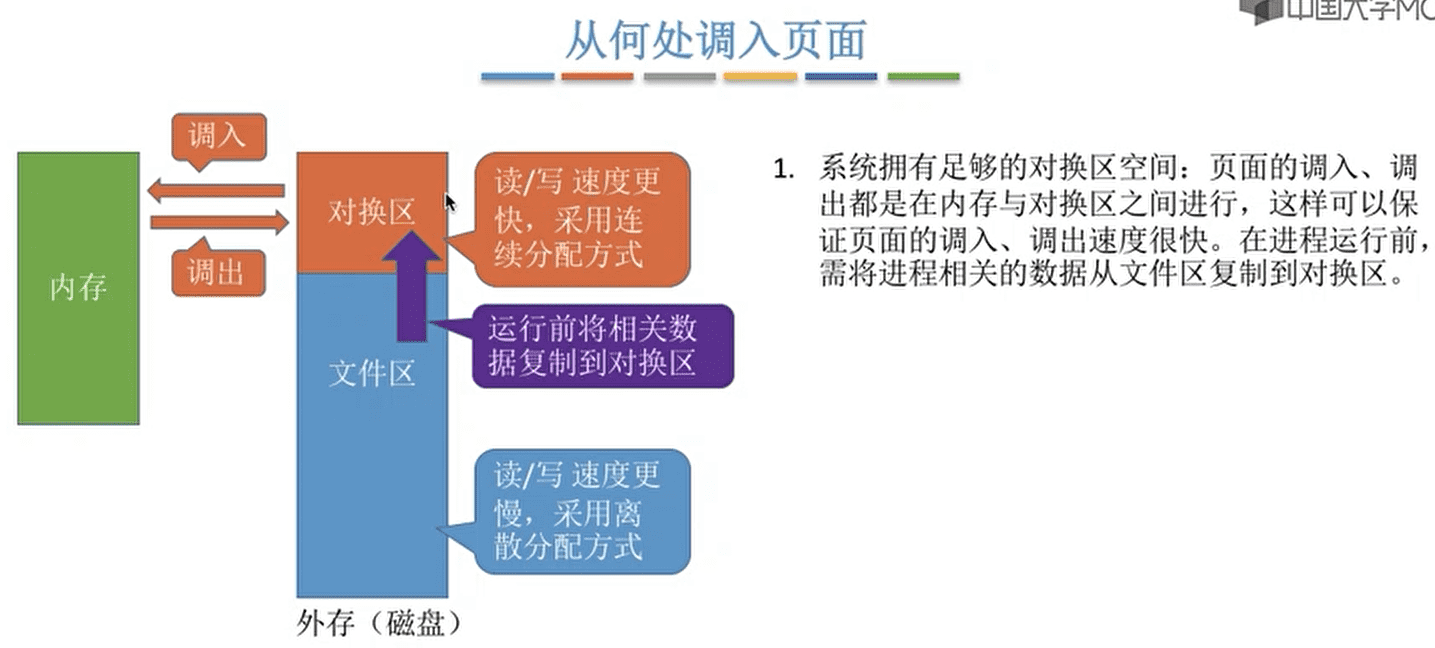 中国大学MO
从何处调入页面
调入
调出
内存
对换区
文件区
外存（磁盘）
读/写 速度更
快，采用连
续分配方式
运行前将相关数
据复制到对换区
读/写 速度更
慢，采用离
散分配方式
1. 系统拥有足够的对换区空间：页面的调入、调
出都是在内存与对换区之间进行，这样可以保
证页面的调入、调出速度很快。在进程运行前，
需将进程相关的数据从文件区复制到对换区。